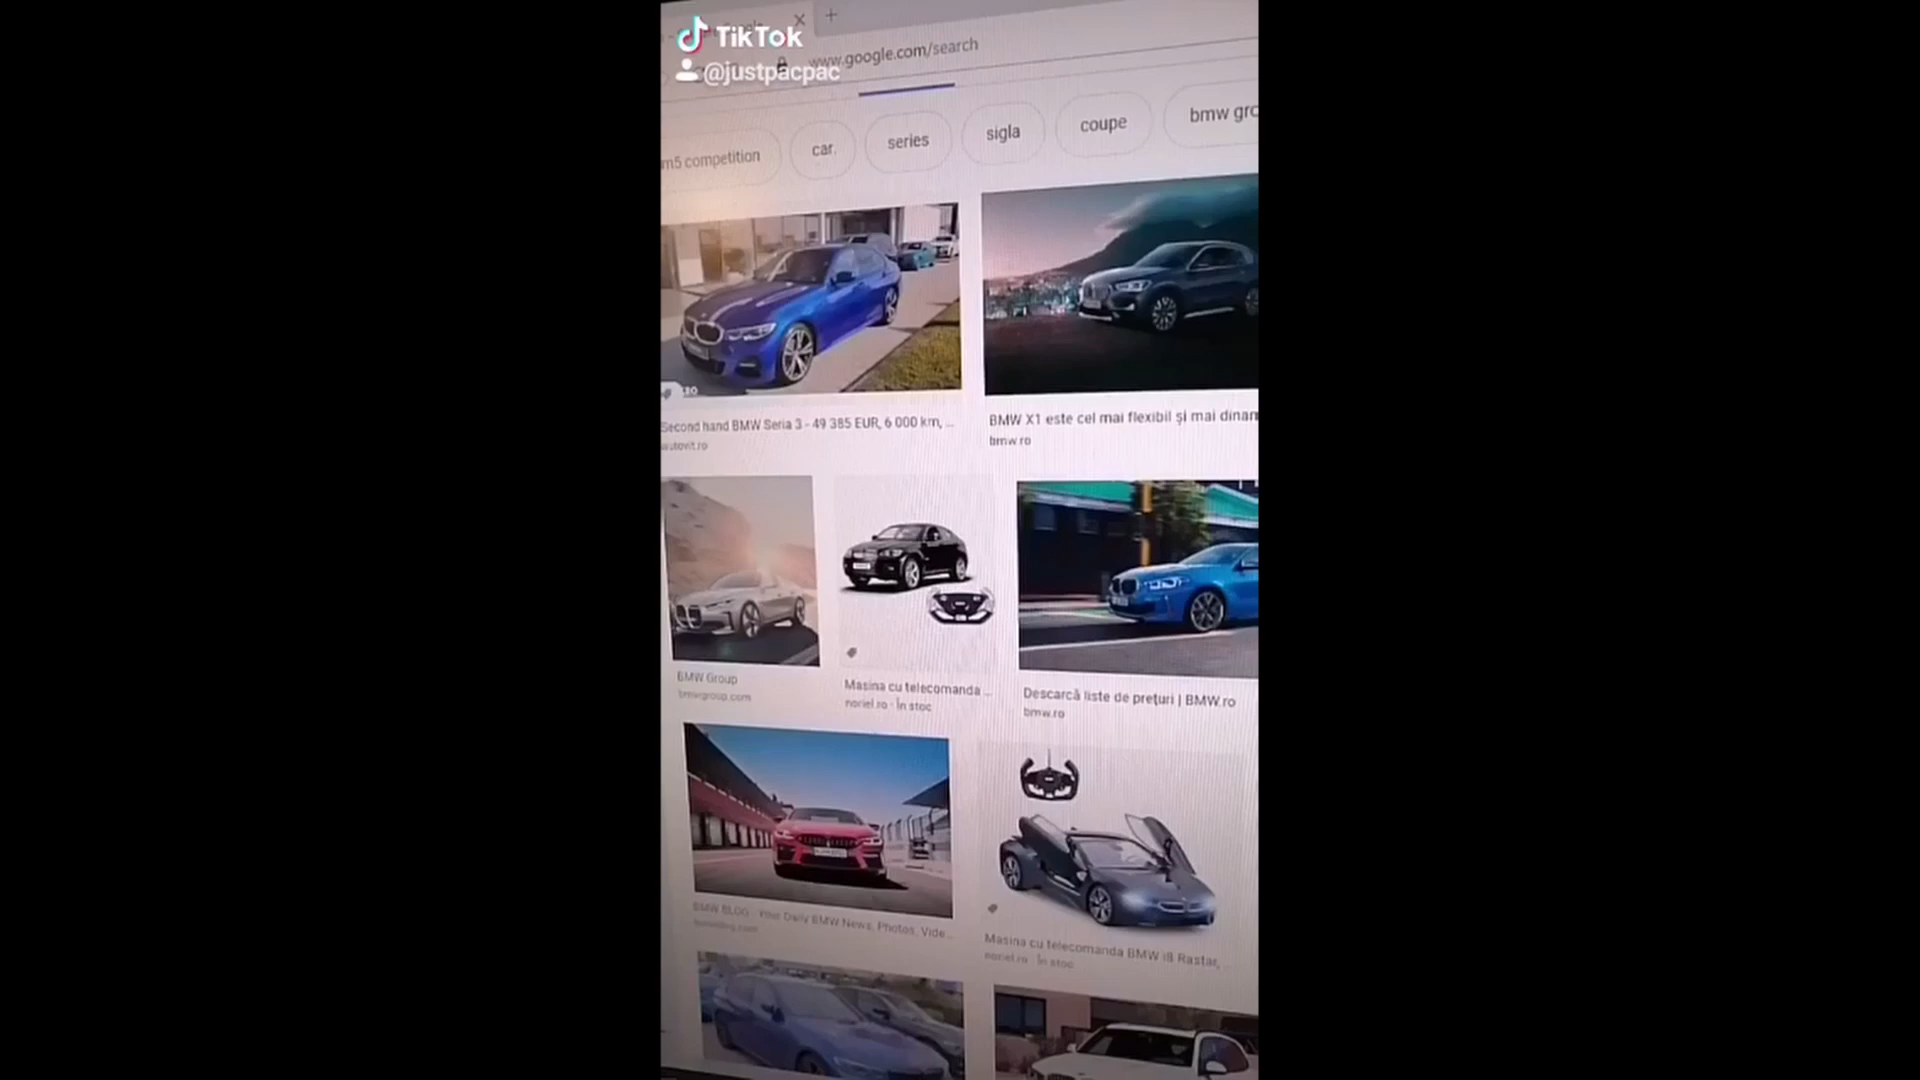 TikTok
@justpacpac
www.google.com/search
m5 competition
car.
series
sigla
coupe
bmw gro
Second hand BMW Seria 3 - 49 385 EUR, 6 000 km, ...
autovit.ro
BMW X1 este cel mai flexibil și mai dinam
bmw.ro
BMW Group
bmwgroup.com
Masina cu telecomanda ...
noriel.ro · În stoc
Descarcă liste de prețuri | BMW.ro
bmw.ro
BMW BLOG - Your Daily BMW News, Photos, Vide...
bmwblog.com
Masina cu telecomanda BMW i8 Rastar,
noriel.ro · În stoc